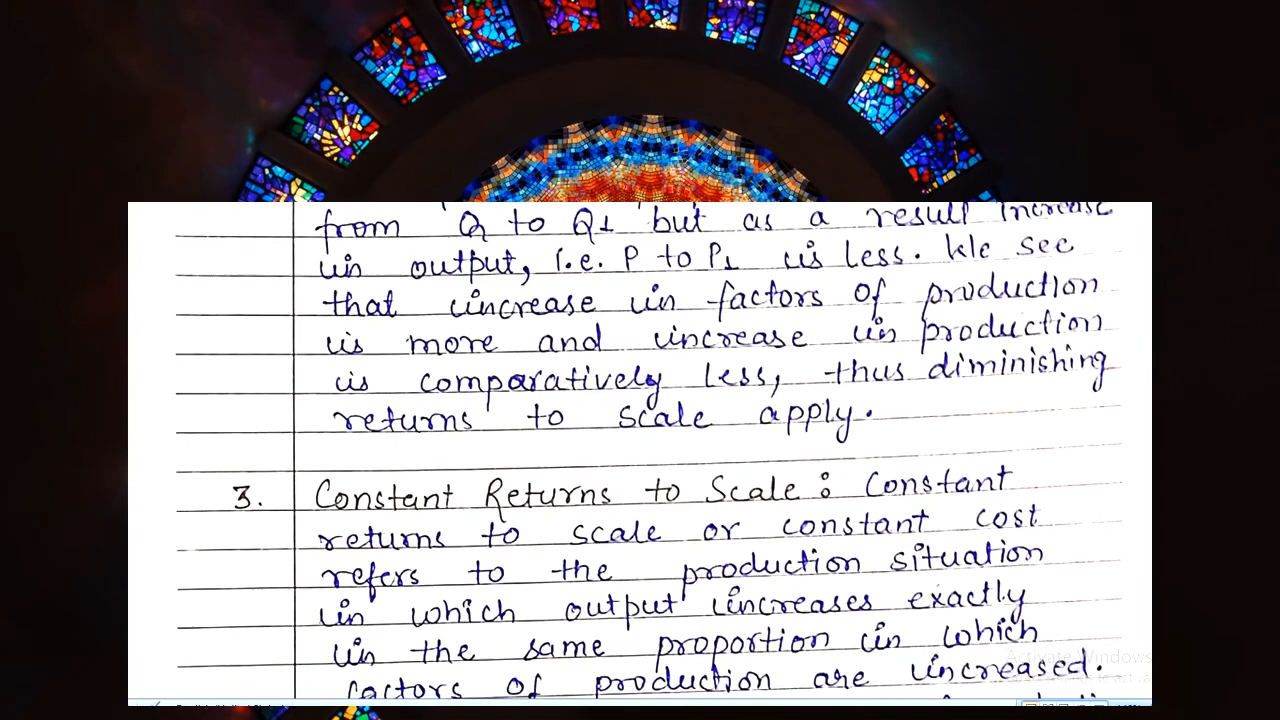 from Q to Q1 but as a result increase
in output, i.e. P to P1 is less. We see
that increase in factors of production
is more and increase in production
is comparatively less, thus diminishing
returns to scale apply.
3. Constant Returns to Scale : Constant
returns to scale or constant cost
refers to the production situation
in which output increases exactly
in the same proportion in which
factors of production are increased.
Activate Windows